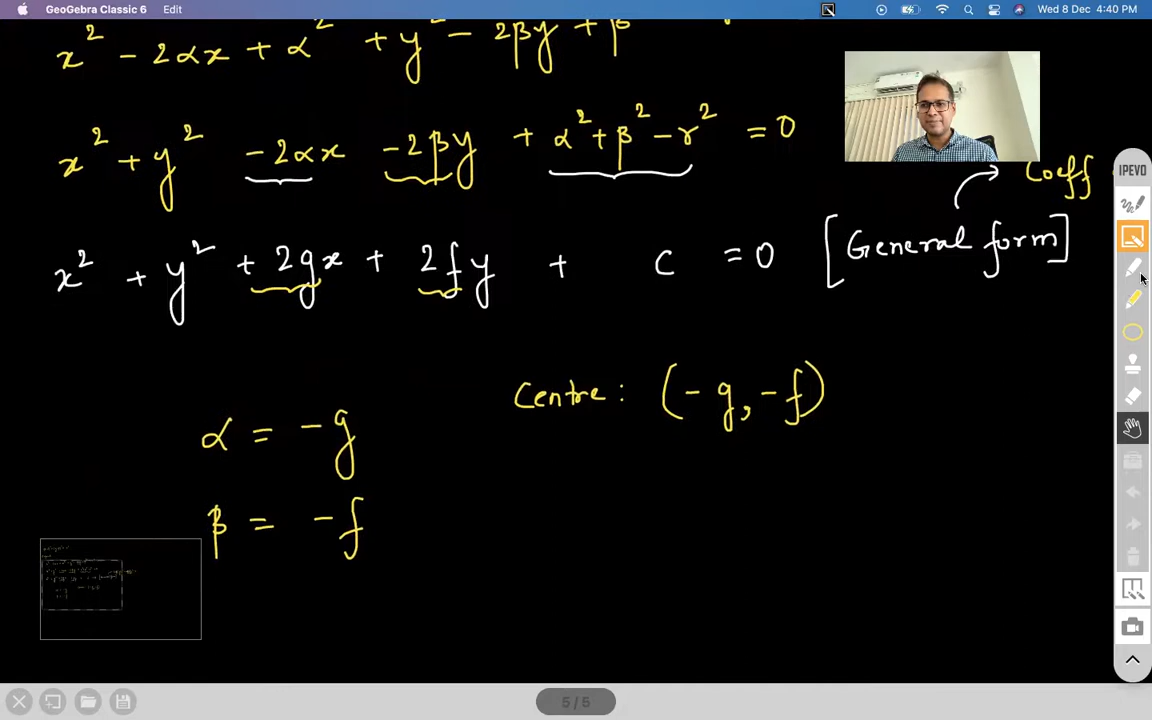 GeoGebra Classic 6 Edit Wed 8 Dec 4:40 PM
x² - 2αx + α² + y² - 2βy + β
x² + y² - 2αx - 2βy + α² + β² - r² = 0
IPEVO
Coeff
x² + y² + 2gx + 2fy + c = 0 [General form]
Centre: (-g, -f)
α = -g
β = -f
5 / 5